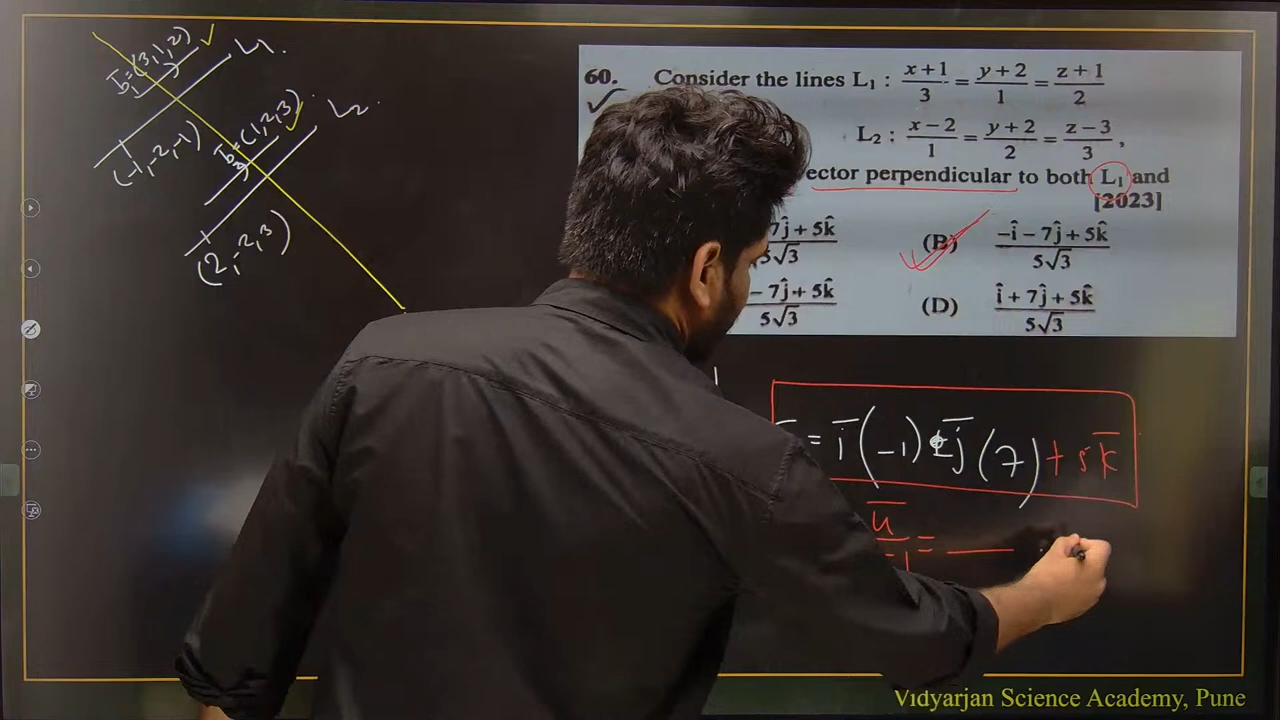 b̄₁=(3,1,2) ✓
L₁.
(-1,-2,-1)
b̄₂=(1,2,3) ✓
L₂.
(2,-2,3)
60. Consider the lines L₁ : (x+1)/3 = (y+2)/1 = (z+1)/2
L₂ : (x−2)/1 = (y+2)/2 = (z−3)/3 ,
ector perpendicular to both L₁ and
[2023]
7ĵ + 5k̂ / 5√3 (B) (−î − 7ĵ + 5k̂)/(5√3)
− 7ĵ + 5k̂ / 5√3 (D) (î + 7ĵ + 5k̂)/(5√3)
= ī(-1) - j̄(7) + 5k̄
ū =
Vidyarjan Science Academy, Pune